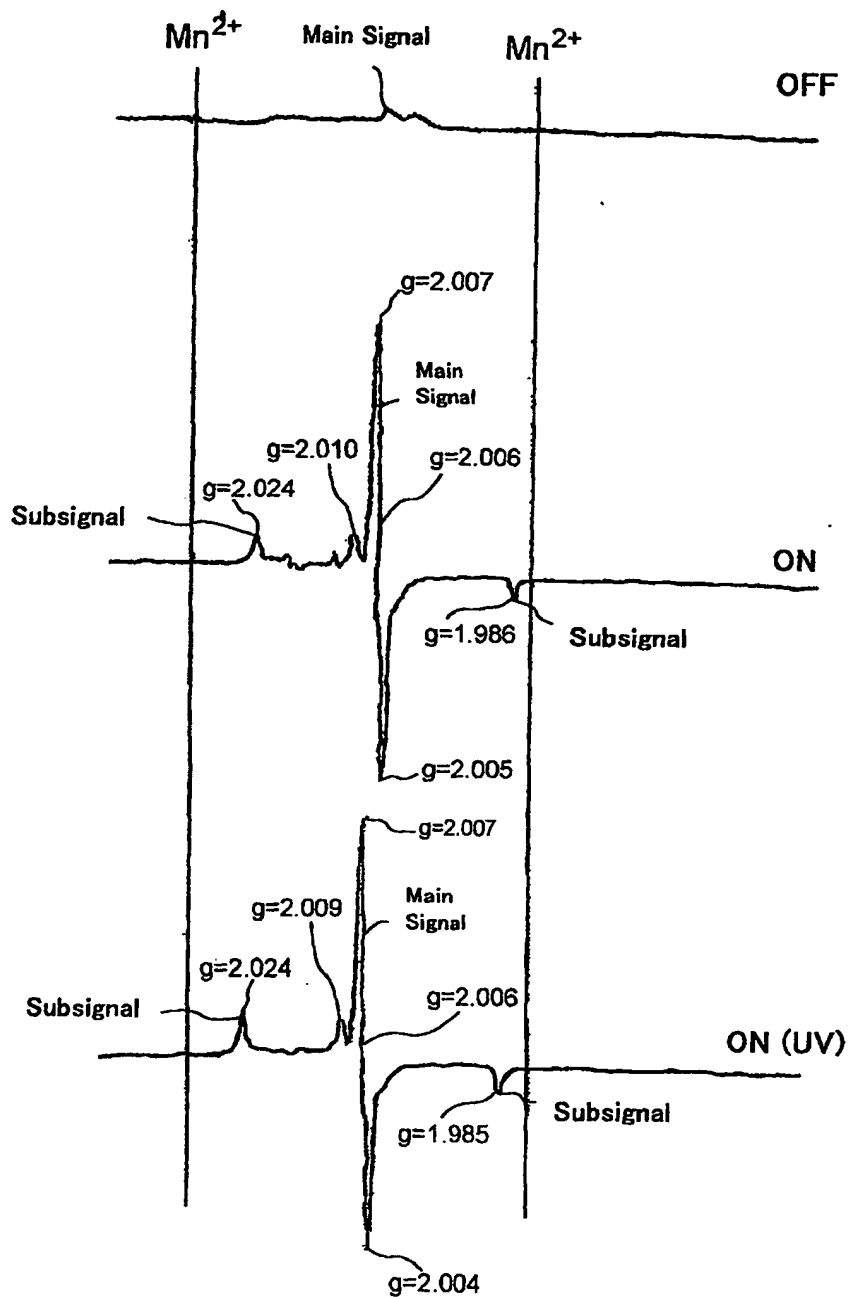 Mn2+
Main Signal
Mn2+
OFF
g=2.007
Main
Signal
g=2.010
g=2.006
g=2.024
Subsignal
ON
g=1.986
Subsignal
g=2.005
g=2.007
Main
Signal
g=2.009
g=2.024
g=2.006
Subsignal
ON (UV)
g=1.985
Subsignal
g=2.004